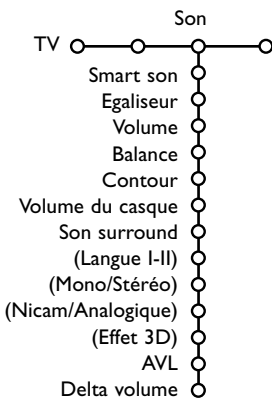 Son
TV
Smart son
Egaliseur
Volume
Balance
Contour
Volume du casque
Son surround
(Langue I-II)
(Mono/Stéréo)
(Nicam/Analogique)
(Effet 3D)
AVL
Delta volume